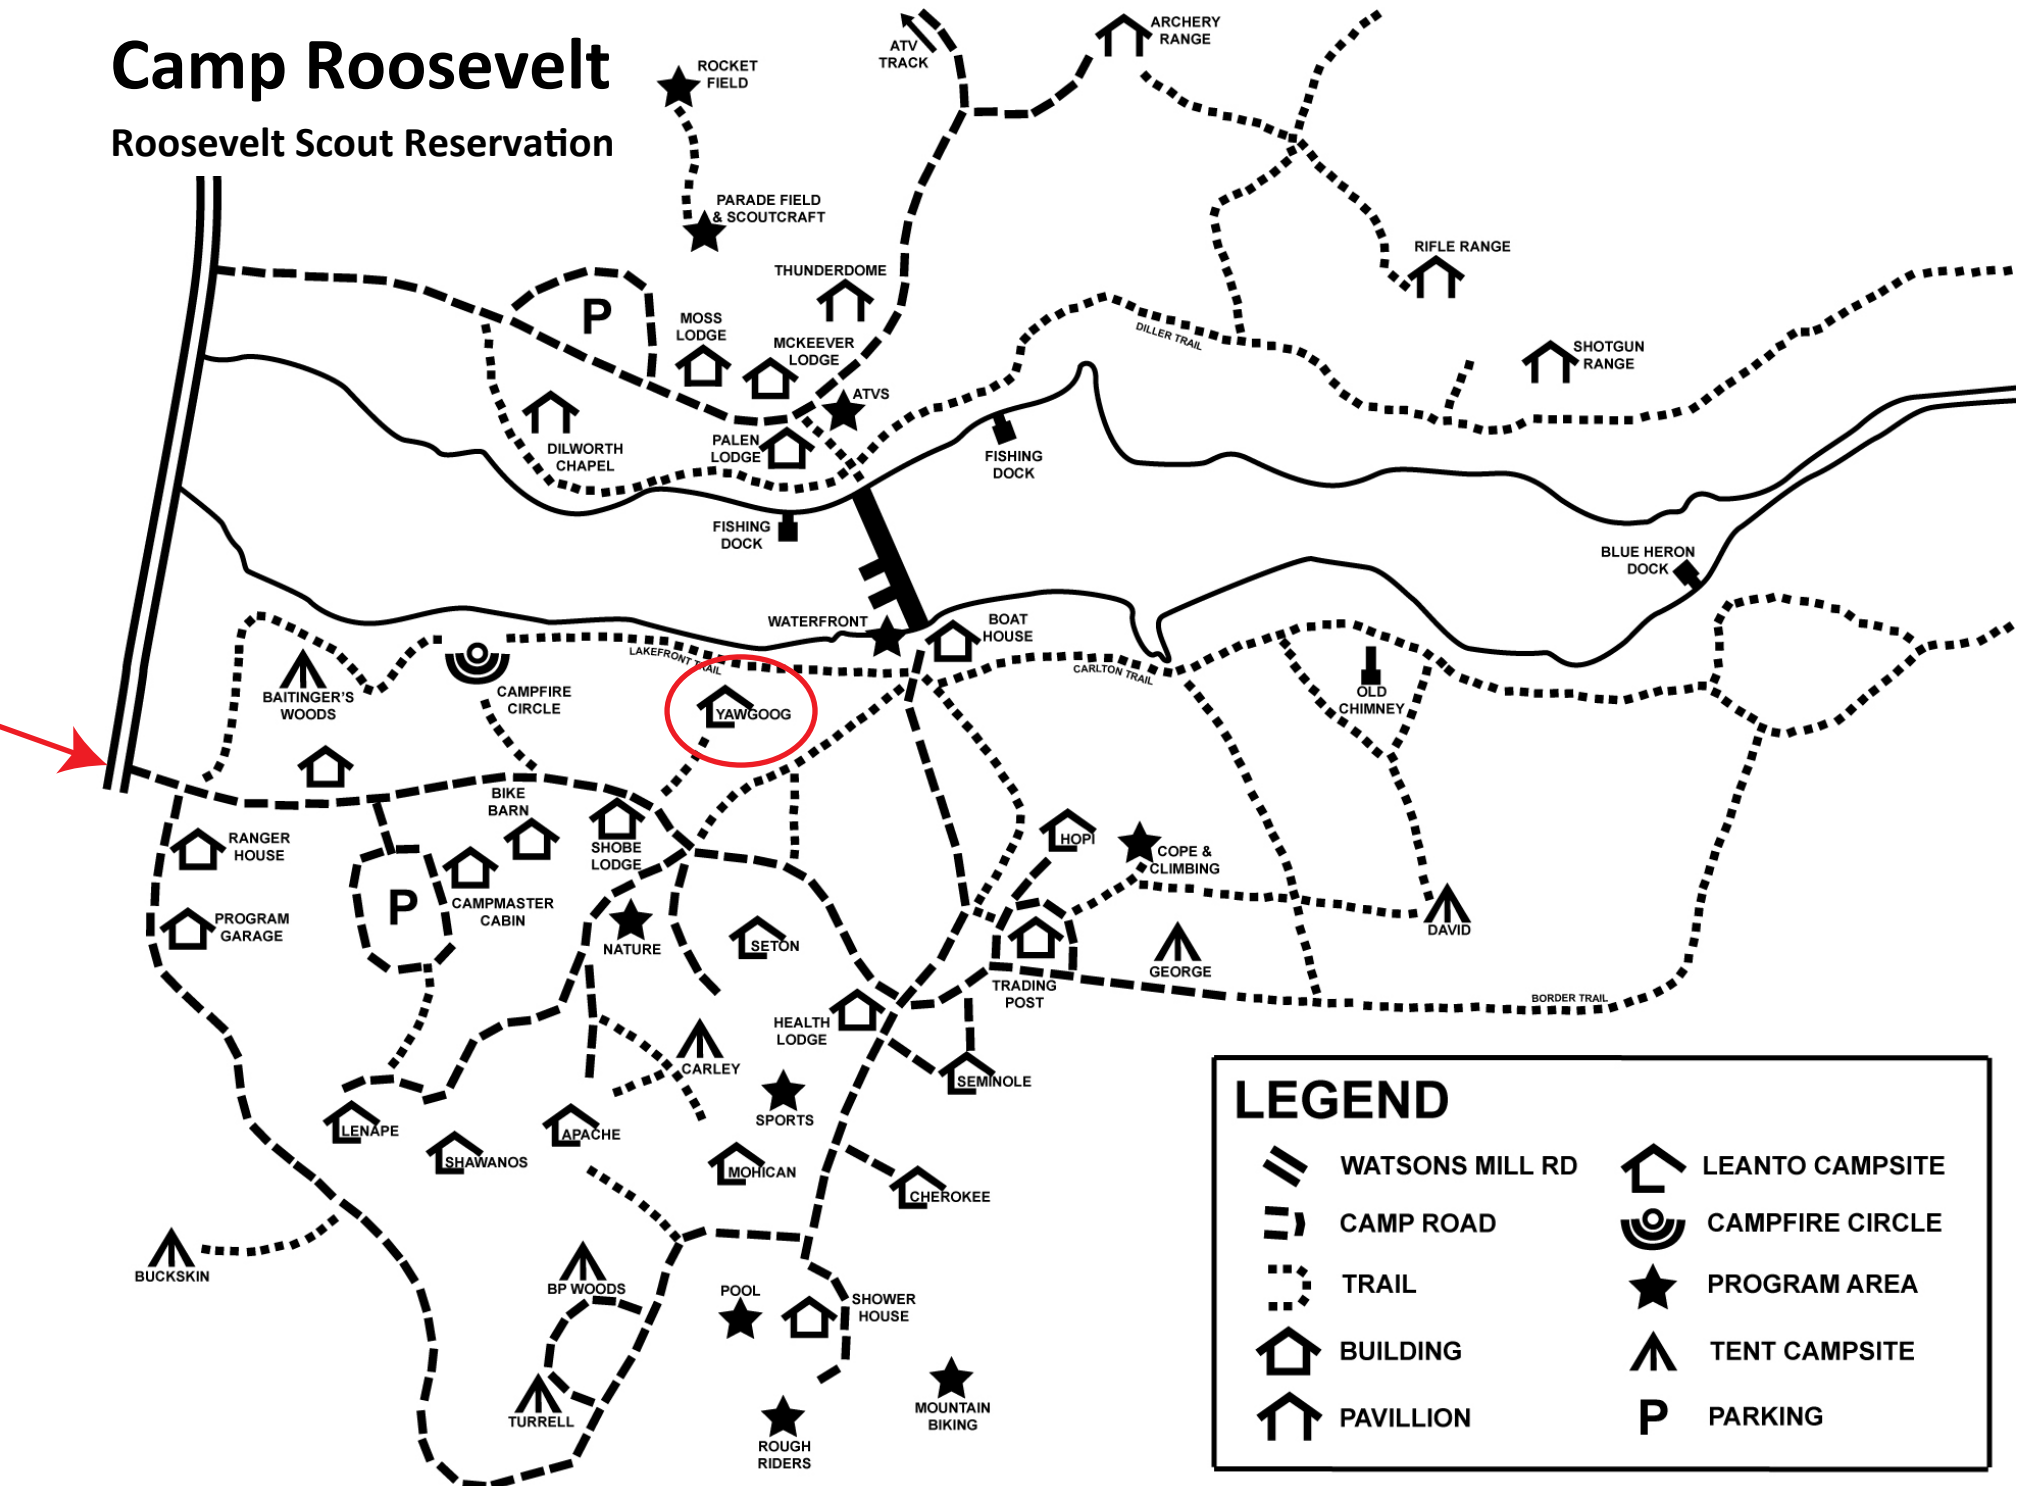 Camp Roosevelt
Roosevelt Scout Reservation
ATV
TRACK
ARCHERY
RANGE
ROCKET
FIELD
PARADE FIELD
& SCOUTCRAFT
THUNDERDOME
RIFLE RANGE
P
MOSS
LODGE
MCKEEVER
LODGE
DILLER TRAIL
SHOTGUN
RANGE
ATVS
PALEN
LODGE
DILWORTH
CHAPEL
FISHING
DOCK
FISHING
DOCK
BLUE HERON
DOCK
WATERFRONT
BOAT
HOUSE
LAKEFRONT TRAIL
CARLTON TRAIL
BAITINGER'S
WOODS
CAMPFIRE
CIRCLE
YAWGOOG
OLD
CHIMNEY
BIKE
BARN
RANGER
HOUSE
SHOBE
LODGE
HOPI
COPE &
CLIMBING
P
CAMPMASTER
CABIN
PROGRAM
GARAGE
NATURE
SETON
DAVID
GEORGE
TRADING
POST
BORDER TRAIL
HEALTH
LODGE
CARLEY
SEMINOLE
SPORTS
LENAPE
APACHE
SHAWANOS
MOHICAN
CHEROKEE
BUCKSKIN
BP WOODS
POOL
SHOWER
HOUSE
TURRELL
ROUGH
RIDERS
MOUNTAIN
BIKING
LEGEND
WATSONS MILL RD
LEANTO CAMPSITE
CAMP ROAD
CAMPFIRE CIRCLE
TRAIL
PROGRAM AREA
BUILDING
TENT CAMPSITE
PAVILLION
P PARKING